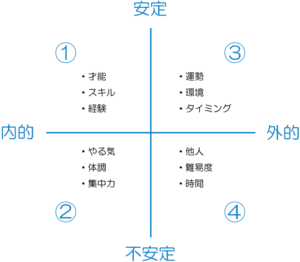 安定
①
③
・才能
・スキル
・経験
・運勢
・環境
・タイミング
内的
外的
・やる気
・体調
・集中力
・他人
・難易度
・時間
②
④
不安定